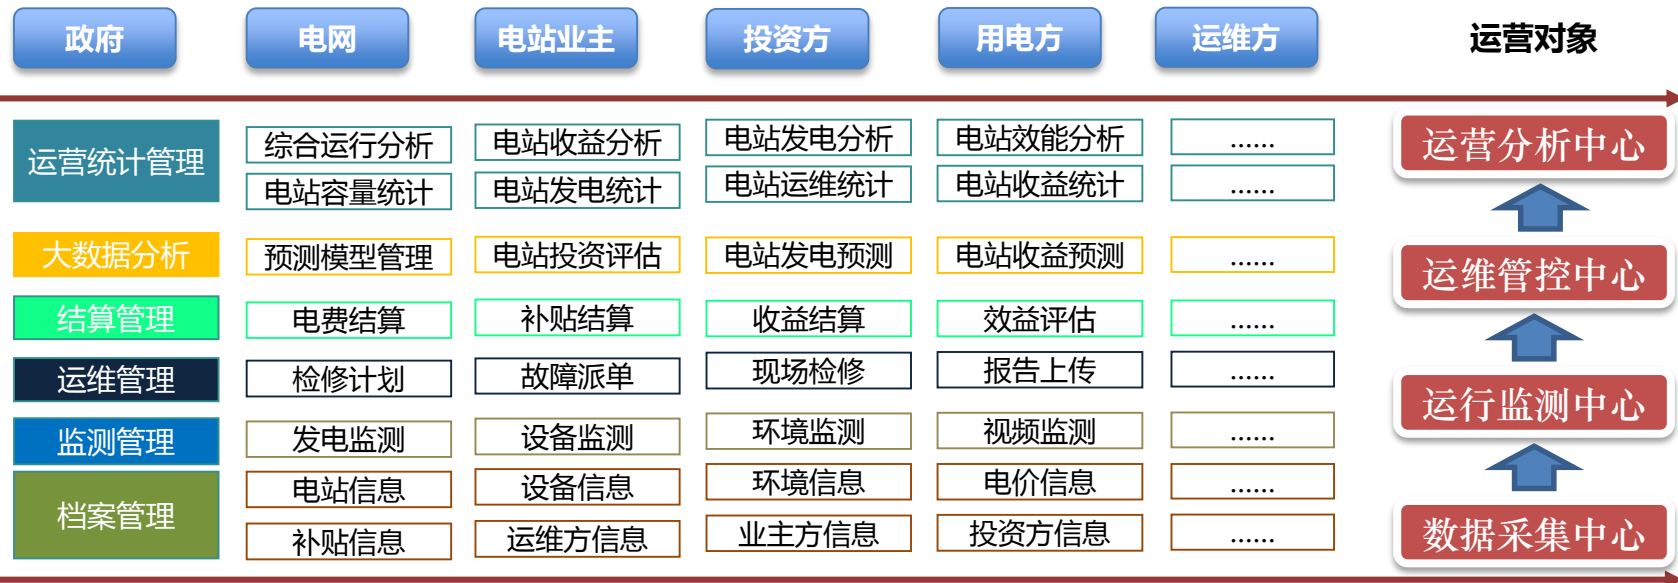 政府
电网
电站业主
投资方
用电方
运维方
运营对象
运营统计管理
综合运行分析
电站收益分析
电站发电分析
电站效能分析
......
电站容量统计
电站发电统计
电站运维统计
电站收益统计
......
运营分析中心
大数据分析
预测模型管理
电站投资评估
电站发电预测
电站收益预测
......
运维管控中心
结算管理
电费结算
补贴结算
收益结算
效益评估
......
运维管理
检修计划
故障派单
现场检修
报告上传
......
运行监测中心
监测管理
发电监测
设备监测
环境监测
视频监测
......
档案管理
电站信息
设备信息
环境信息
电价信息
......
补贴信息
运维方信息
业主方信息
投资方信息
......
数据采集中心